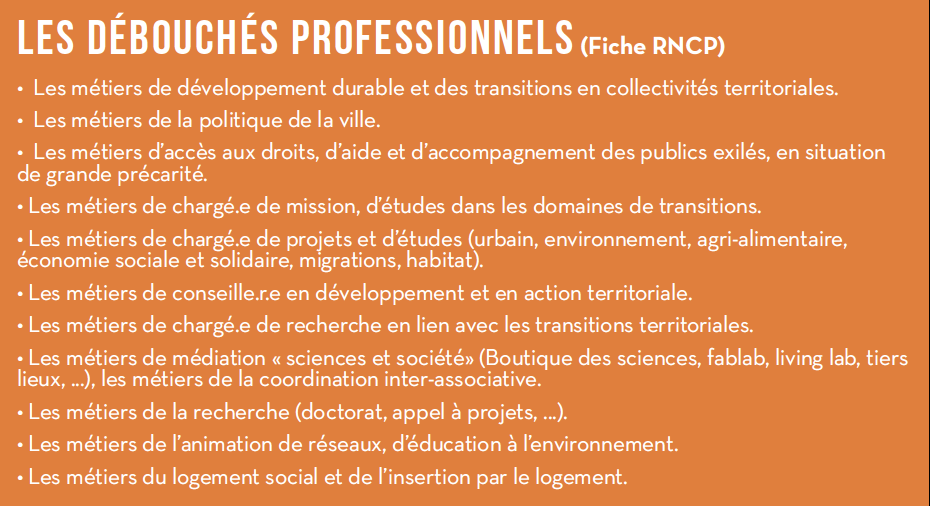 LES DÉBOUCHÉS PROFESSIONNELS (Fiche RNCP)
• Les métiers de développement durable et des transitions en collectivités territoriales.
• Les métiers de la politique de la ville.
• Les métiers d’accès aux droits, d’aide et d’accompagnement des publics exilés, en situation
de grande précarité.
• Les métiers de chargé.e de mission, d’études dans les domaines de transitions.
• Les métiers de chargé.e de projets et d’études (urbain, environnement, agri-alimentaire,
économie sociale et solidaire, migrations, habitat).
• Les métiers de conseille.r.e en développement et en action territoriale.
• Les métiers de chargé.e de recherche en lien avec les transitions territoriales.
• Les métiers de médiation « sciences et société» (Boutique des sciences, fablab, living lab, tiers
lieux, ...), les métiers de la coordination inter-associative.
• Les métiers de la recherche (doctorat, appel à projets, ...).
• Les métiers de l’animation de réseaux, d’éducation à l’environnement.
• Les métiers du logement social et de l’insertion par le logement.